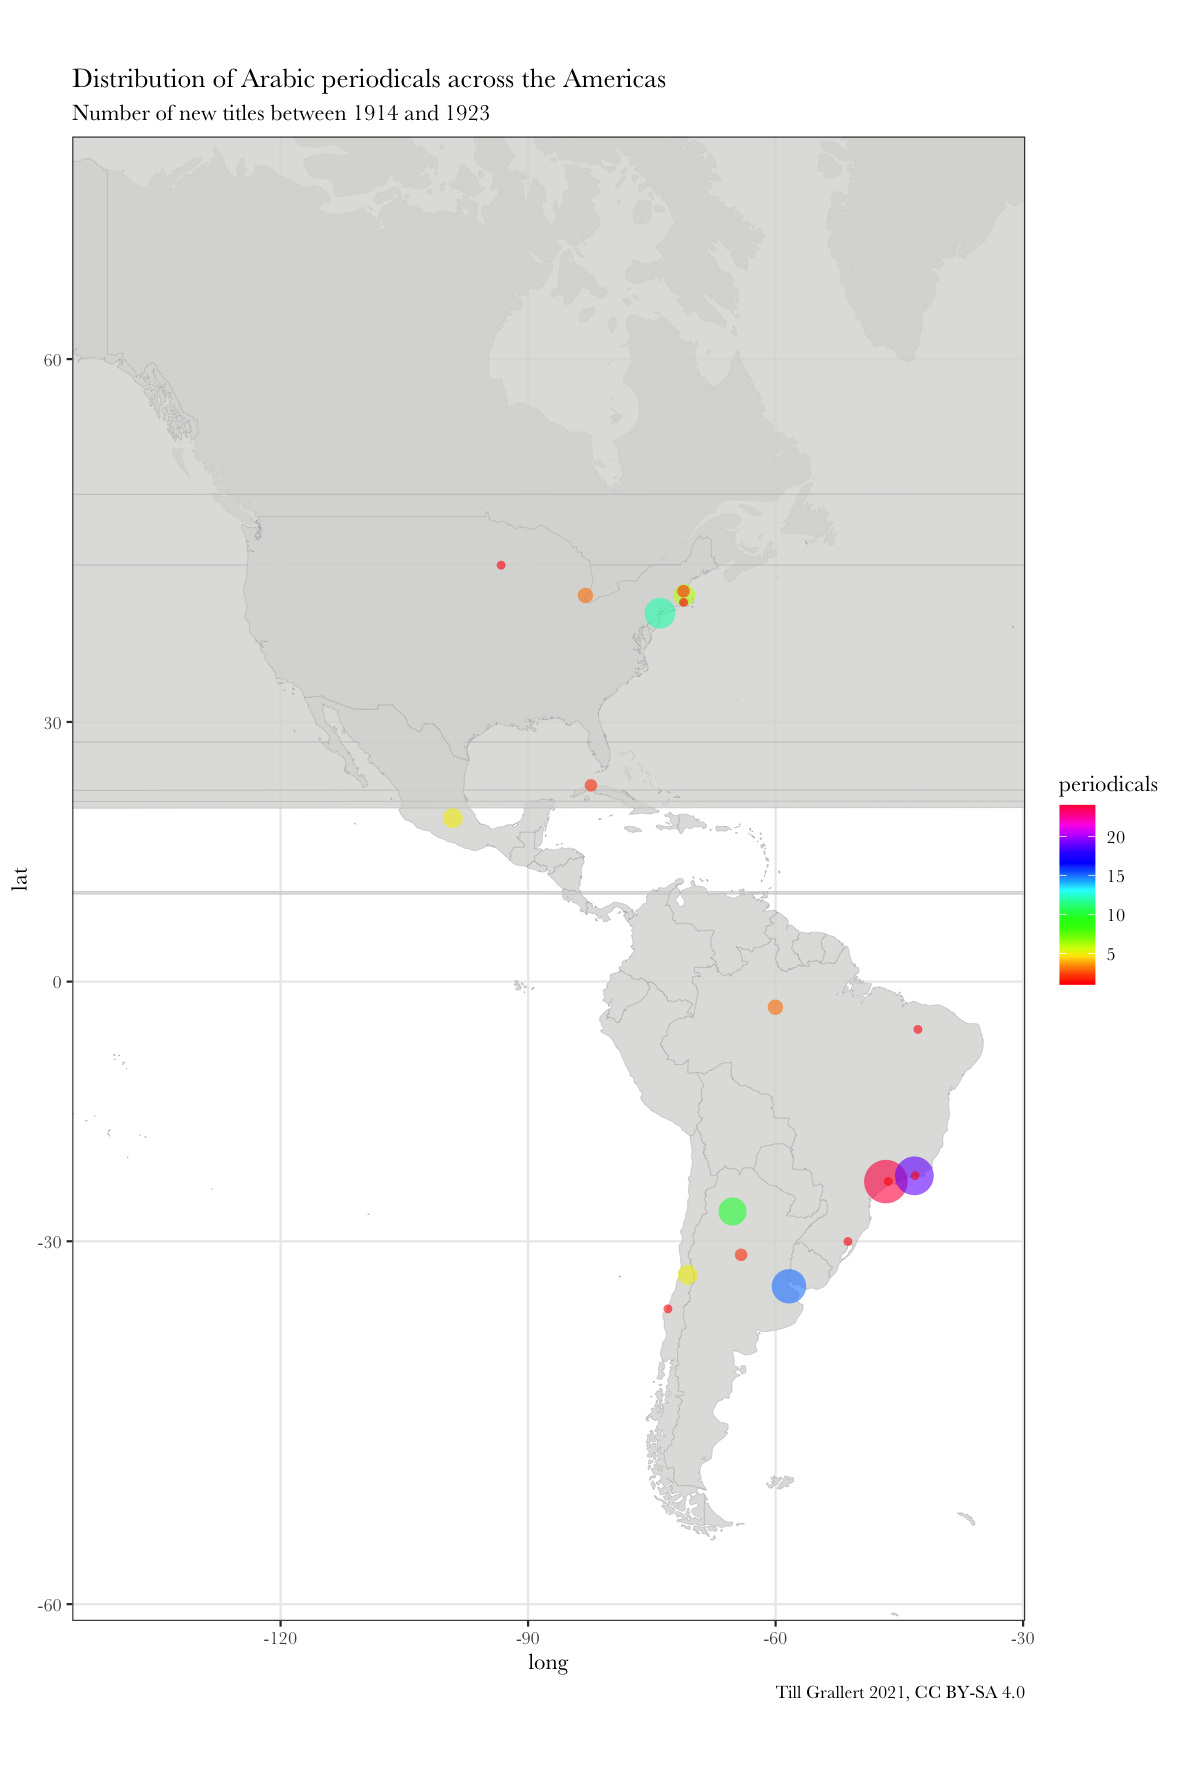 Distribution of Arabic periodicals across the Americas
Number of new titles between 1914 and 1923
60
30
0
-30
-60
lat
-120
-90
-60
-30
long
periodicals
20
15
10
5
Till Grallert 2021, CC BY-SA 4.0